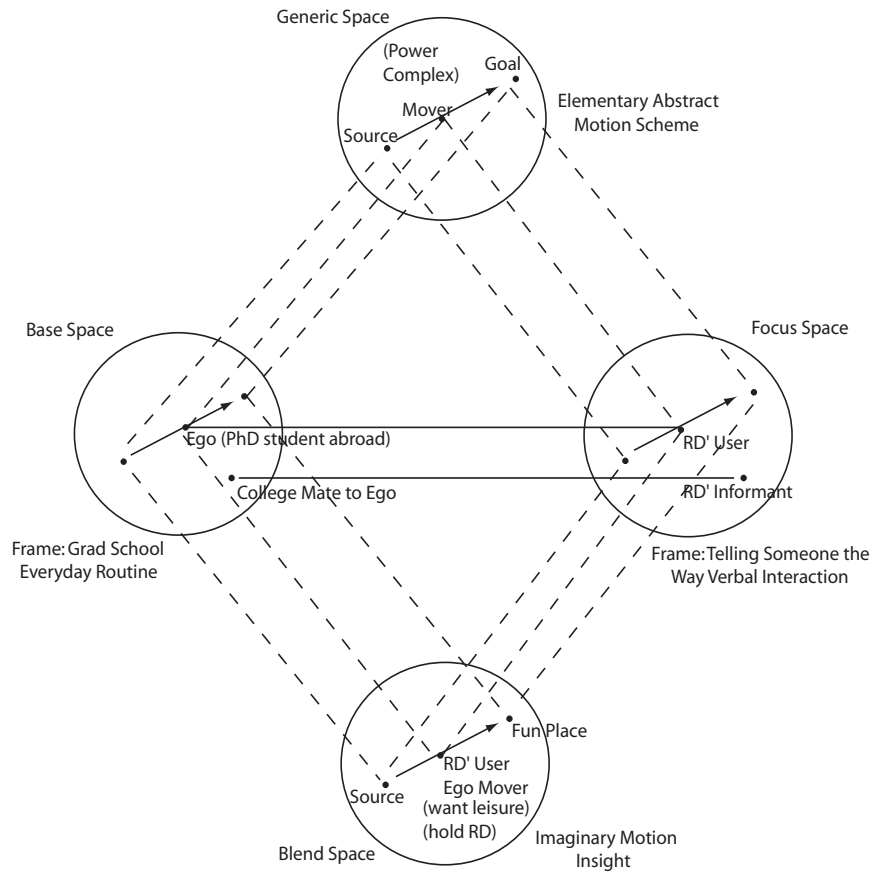 Generic Space
(Power
Complex)
Goal
Mover
Source
Elementary Abstract
Motion Scheme
Base Space
Focus Space
Ego (PhD student abroad)
College Mate to Ego
RD' User
RD' Informant
Frame: Grad School
Everyday Routine
Frame: Telling Someone the
Way Verbal Interaction
Fun Place
RD' User
Ego Mover
(want leisure)
(hold RD)
Source
Blend Space
Imaginary Motion
Insight